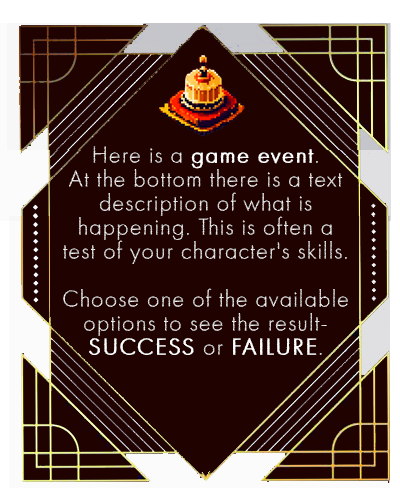 Here is a game event.
At the bottom there is a text
description of what is
happening. This is often a
test of your character's skills.
Choose one of the available
options to see the result-
SUCCESS or FAILURE.